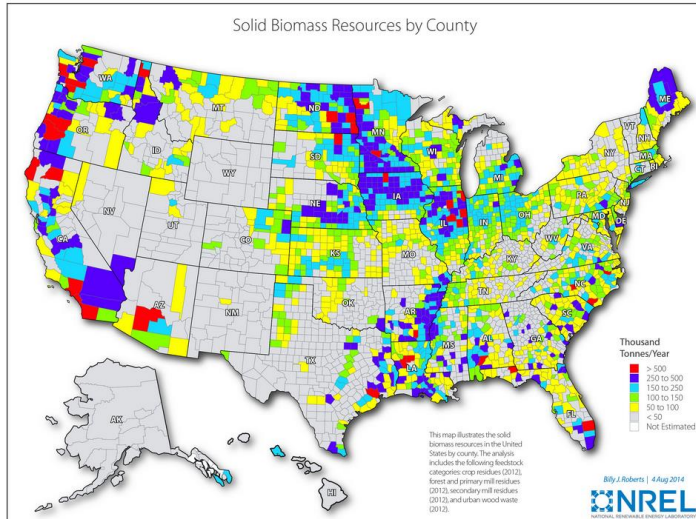 Solid Biomass Resources by County
WA
MT
ND
MN
ME
OR
ID
SD
WI
VT
NH
NY
MA
CT
RI
WY
MI
IA
PA
NJ
NE
NV
UT
IL
IN
OH
MD
DE
CA
CO
WV
VA
KS
MO
KY
NC
TN
AZ
NM
OK
AR
SC
MS
AL
GA
TX
LA
FL
AK
HI
Thousand
Tonnes/Year
> 500
250 to 500
150 to 250
100 to 150
50 to 100
< 50
Not Estimated
This map illustrates the solid
biomass resources in the United
States by county. The analysis
includes the following feedstock
categories: crop residues (2012),
forest and primary mill residues
(2012), secondary mill residues
(2012), and urban wood waste
(2012).
Billy J. Roberts | 4 Aug 2014
NREL
NATIONAL RENEWABLE ENERGY LABORATORY